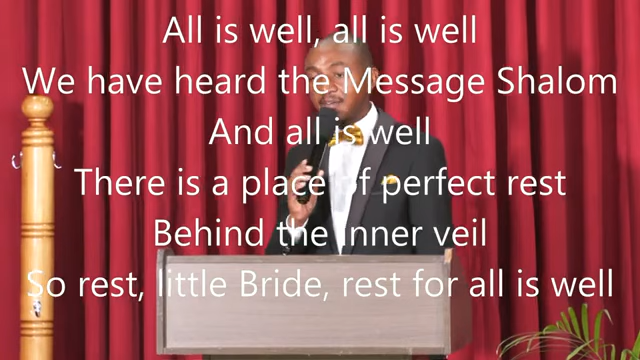 All is well, all is well
We have heard the Message Shalom
And all is well
There is a place of perfect rest
Behind the inner veil
So rest, little Bride, rest for all is well